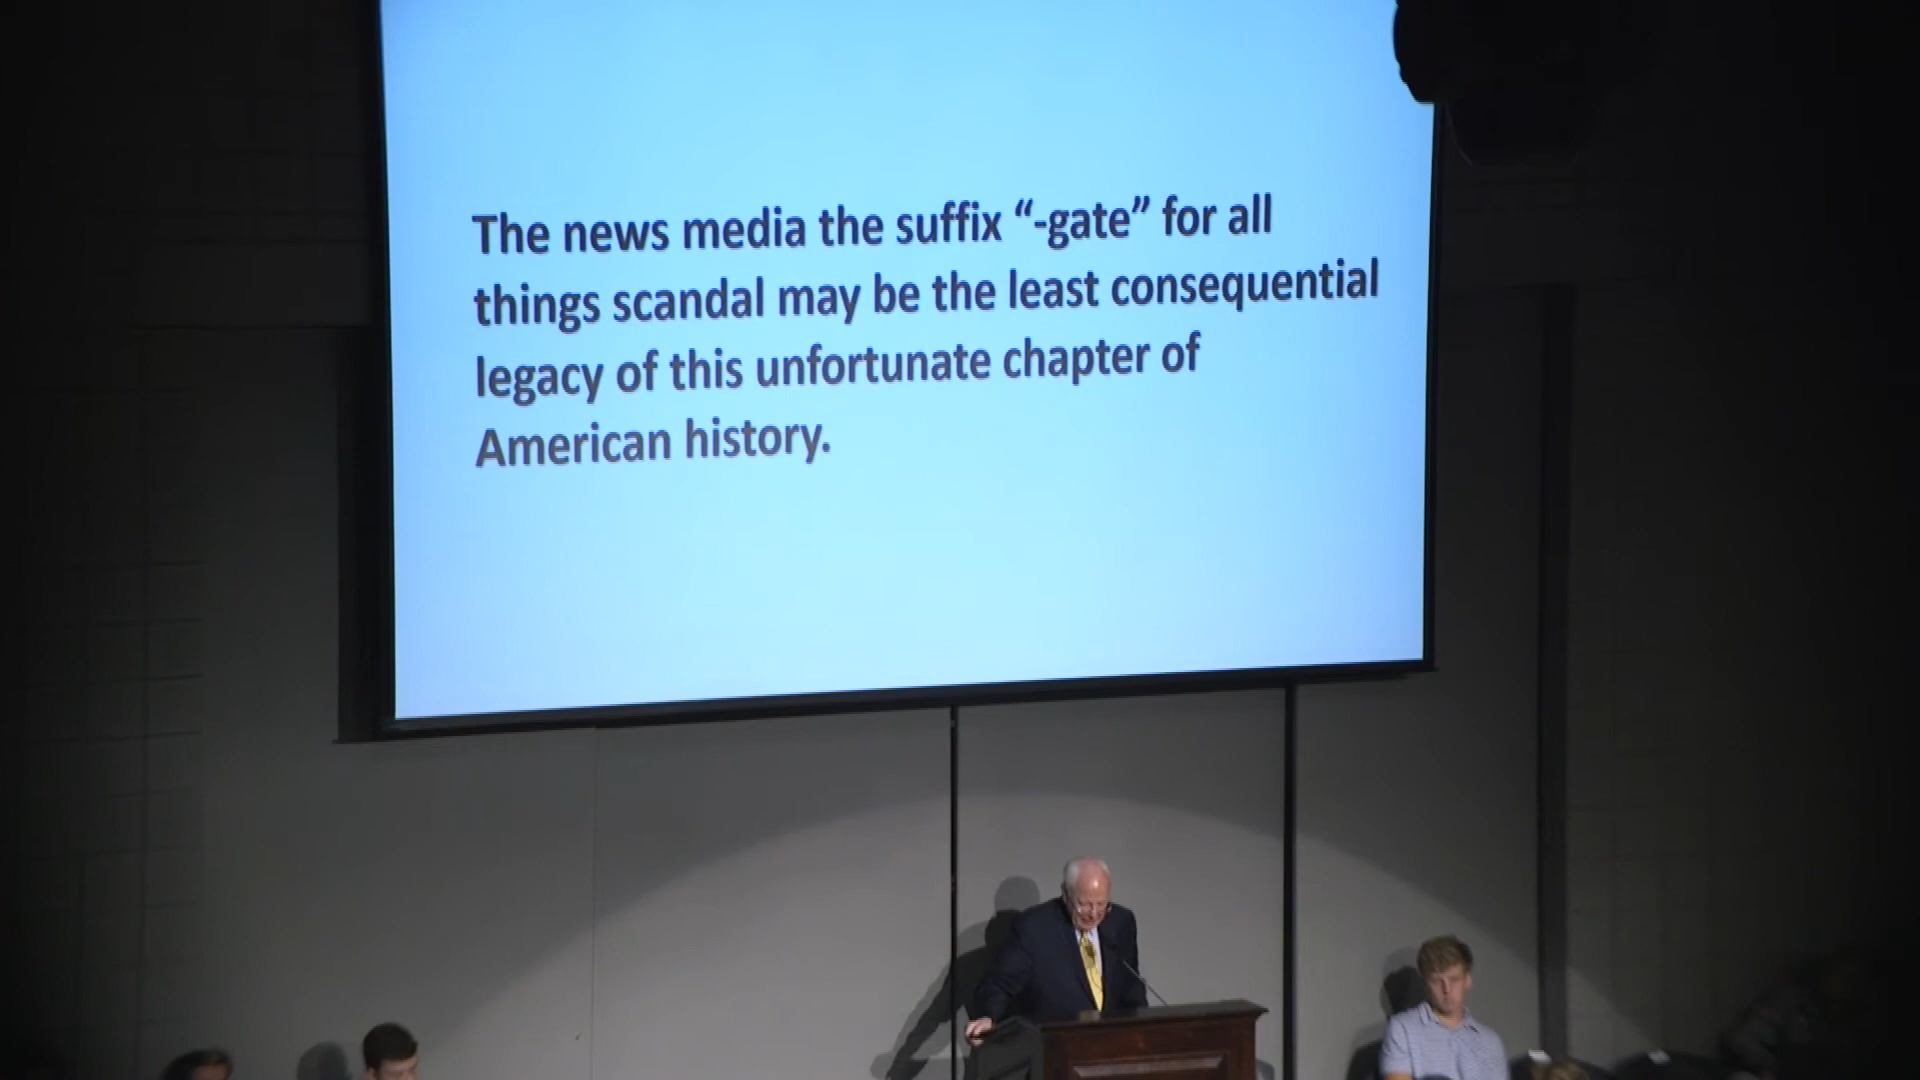 The news media the suffix “-gate” for all
things scandal may be the least consequential
legacy of this unfortunate chapter of
American history.